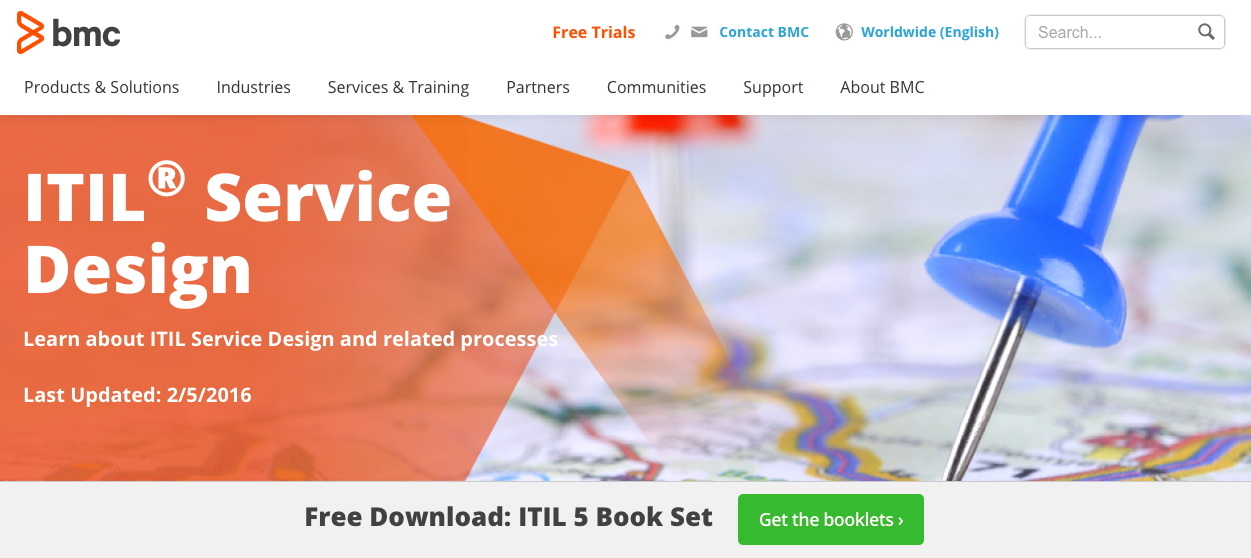 bmc
Free Trials
Contact BMC
Worldwide (English)
Search...
Products & Solutions
Industries
Services & Training
Partners
Communities
Support
About BMC
ITIL® Service
Design
Learn about ITIL Service Design and related processes
Last Updated: 2/5/2016
71
Free Download: ITIL 5 Book Set
Get the booklets ›